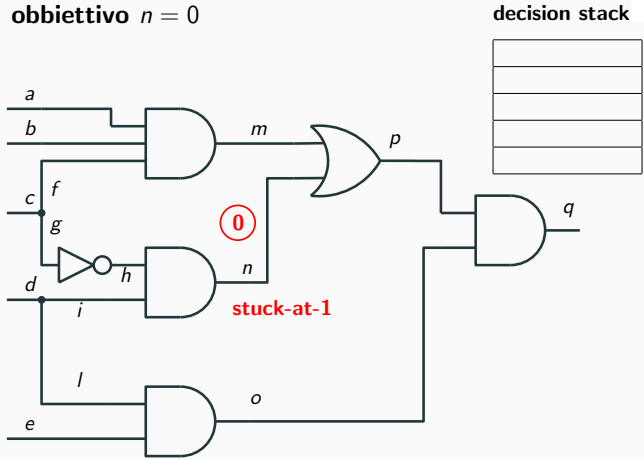 obbiettivo n = 0
decision stack
a
b
m
p
f
c
g
0
q
h
n
d
i
stuck-at-1
l
o
e